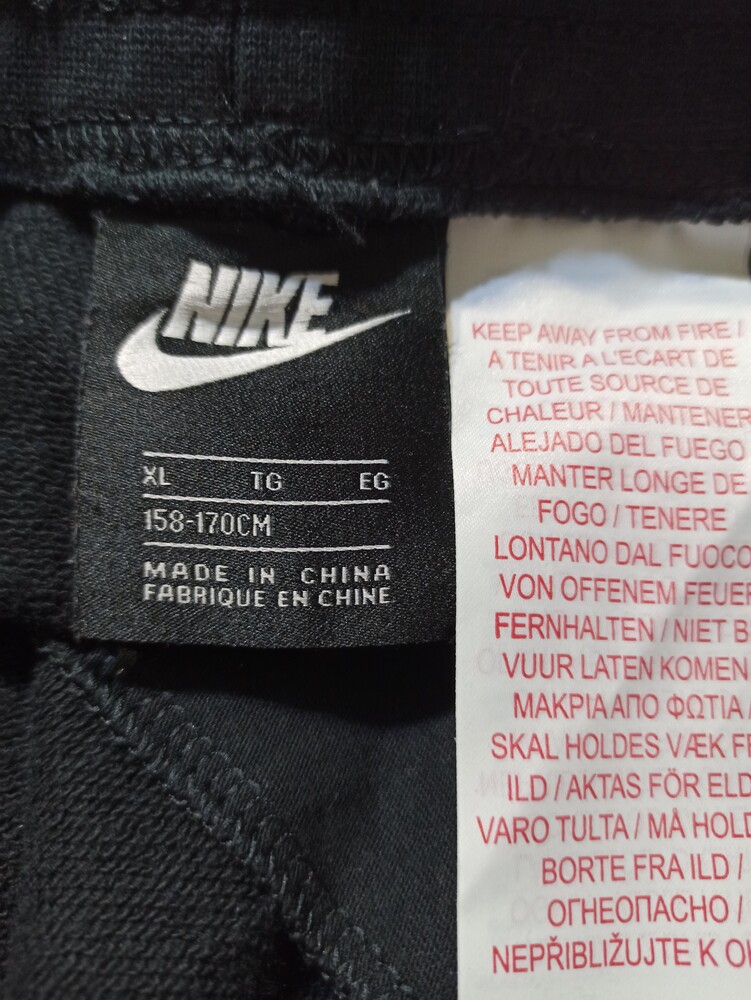 NIKE
XL TG EG
158-170CM
MADE IN CHINA
FABRIQUE EN CHINE
KEEP AWAY FROM FIRE /
A TENIR A L'ECART DE
TOUTE SOURCE DE
CHALEUR / MANTENER
ALEJADO DEL FUEGO
MANTER LONGE DE
FOGO / TENERE
LONTANO DAL FUOCO
VON OFFENEM FEUER
FERNHALTEN / NIET B
VUUR LATEN KOMEN
ΜΑΚΡΙΑ ΑΠΟ ΦΩΤΙΑ /
SKAL HOLDES VÆK F
ILD / AKTAS FÖR ELD
VARO TULTA / MÅ HOLD
BORTE FRA ILD /
ОГНЕОПАСНО /
NEPŘIBLIŽUJTE K O